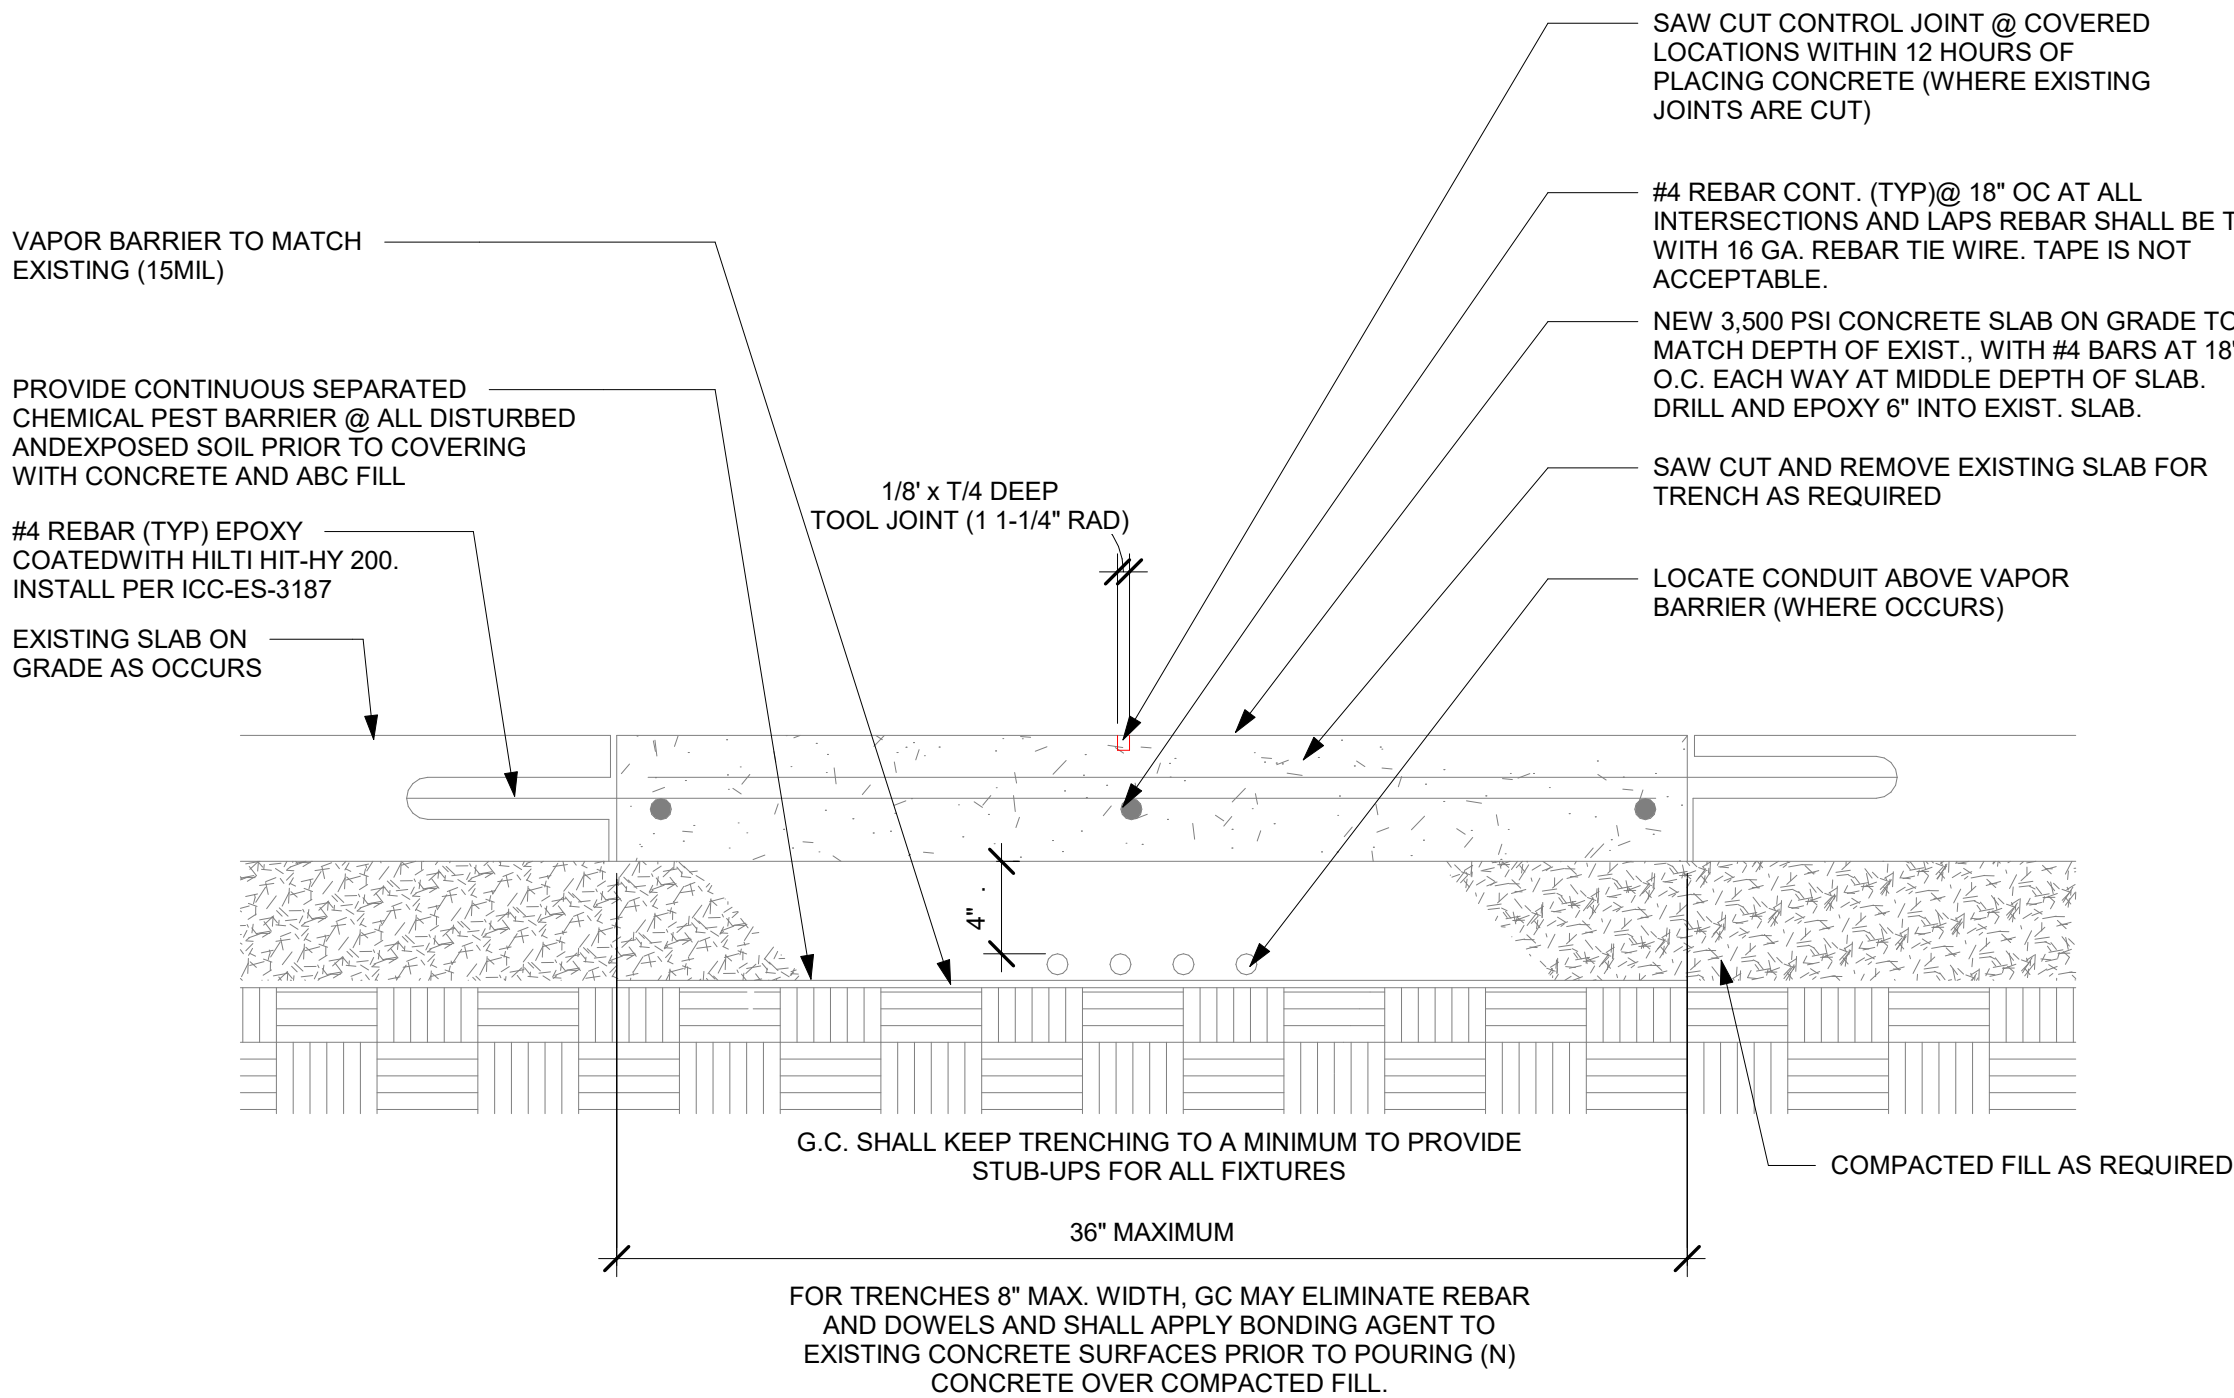 SAW CUT CONTROL JOINT @ COVERED
LOCATIONS WITHIN 12 HOURS OF
PLACING CONCRETE (WHERE EXISTING
JOINTS ARE CUT)
#4 REBAR CONT. (TYP)@ 18" OC AT ALL
INTERSECTIONS AND LAPS REBAR SHALL BE
WITH 16 GA. REBAR TIE WIRE. TAPE IS NOT
ACCEPTABLE.
NEW 3,500 PSI CONCRETE SLAB ON GRADE TO
MATCH DEPTH OF EXIST., WITH #4 BARS AT 18"
O.C. EACH WAY AT MIDDLE DEPTH OF SLAB.
DRILL AND EPOXY 6" INTO EXIST. SLAB.
SAW CUT AND REMOVE EXISTING SLAB FOR
TRENCH AS REQUIRED
LOCATE CONDUIT ABOVE VAPOR
BARRIER (WHERE OCCURS)
VAPOR BARRIER TO MATCH
EXISTING (15MIL)
PROVIDE CONTINUOUS SEPARATED
CHEMICAL PEST BARRIER @ ALL DISTURBED
ANDEXPOSED SOIL PRIOR TO COVERING
WITH CONCRETE AND ABC FILL
#4 REBAR (TYP) EPOXY
COATEDWITH HILTI HIT-HY 200.
INSTALL PER ICC-ES-3187
EXISTING SLAB ON
GRADE AS OCCURS
1/8' x T/4 DEEP
TOOL JOINT (1 1-1/4" RAD)
4"
G.C. SHALL KEEP TRENCHING TO A MINIMUM TO PROVIDE
STUB-UPS FOR ALL FIXTURES
COMPACTED FILL AS REQUIRED
36" MAXIMUM
FOR TRENCHES 8" MAX. WIDTH, GC MAY ELIMINATE REBAR
AND DOWELS AND SHALL APPLY BONDING AGENT TO
EXISTING CONCRETE SURFACES PRIOR TO POURING (N)
CONCRETE OVER COMPACTED FILL.